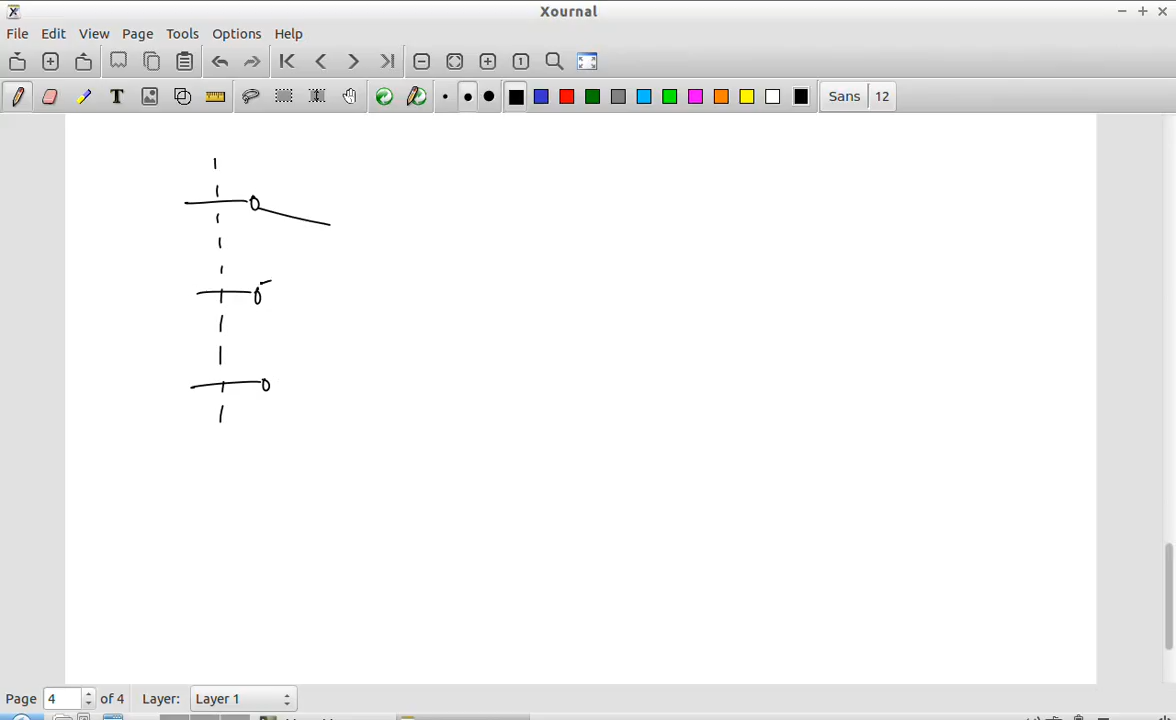 Xournal
File Edit View Page Tools Options Help
Sans 12
Page 4 of 4 Layer: Layer 1